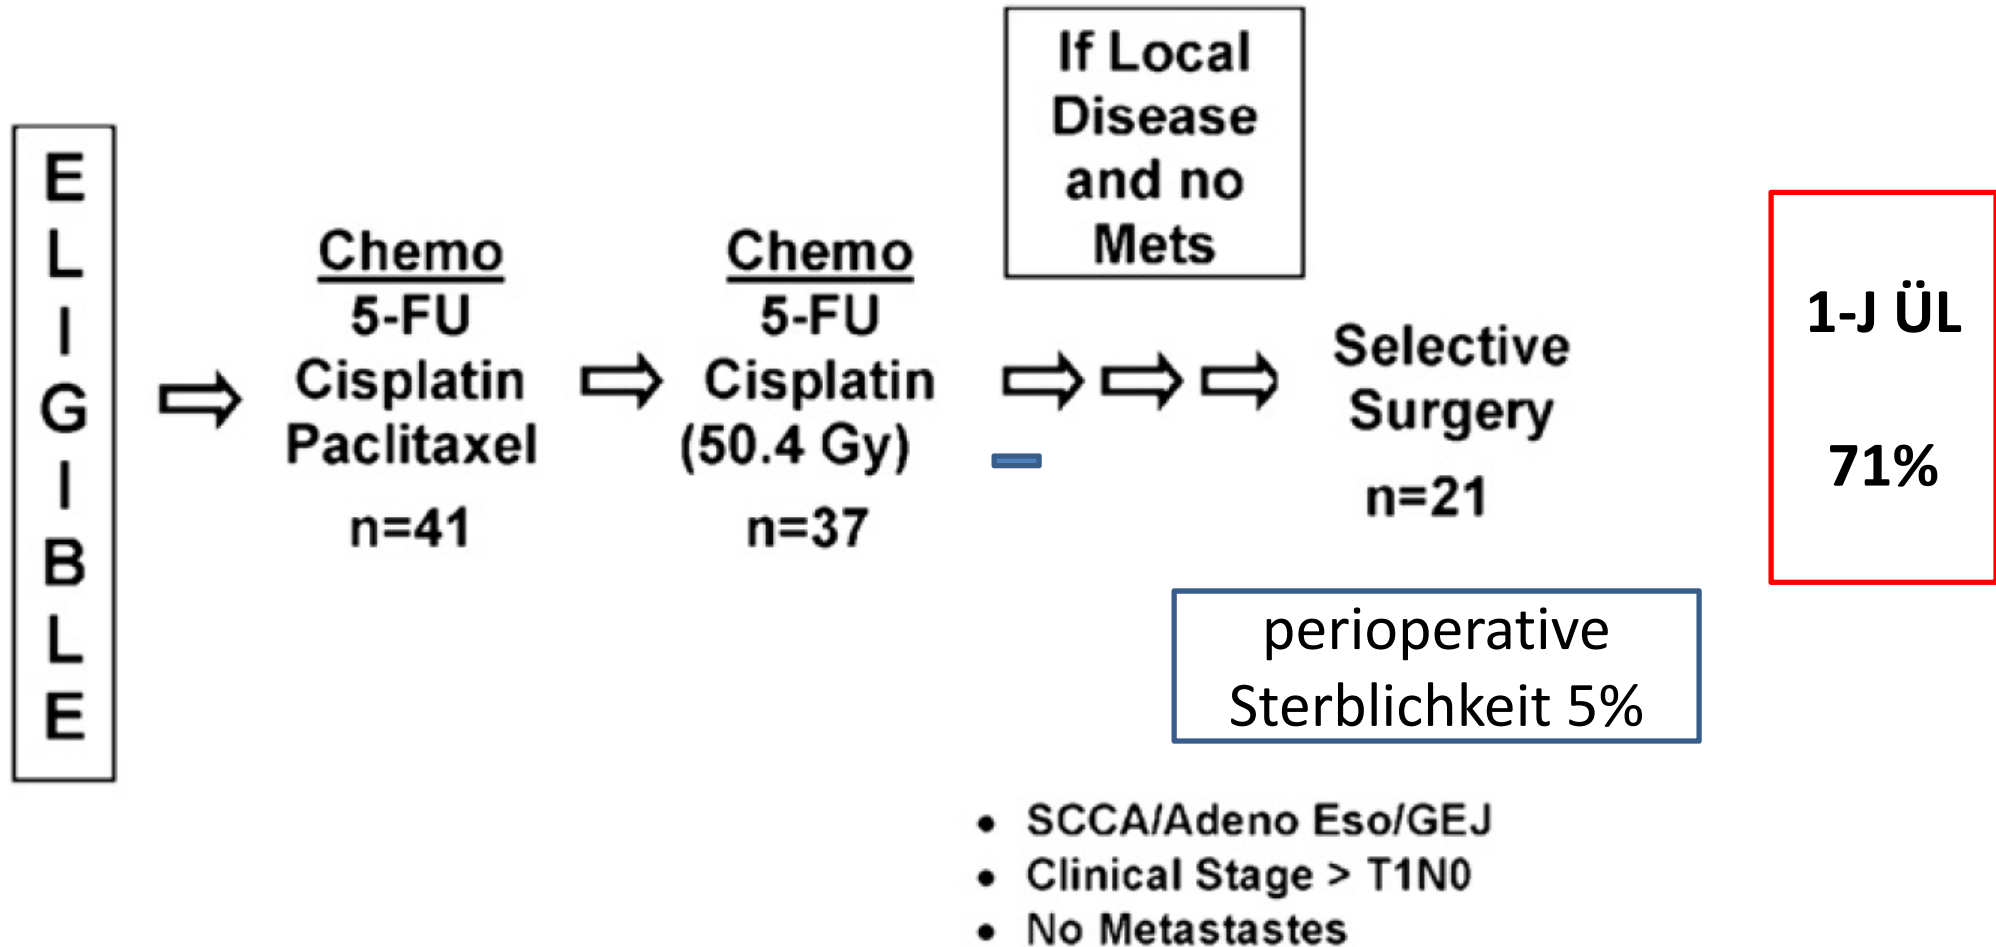 ELIGIBLE
Chemo
5-FU
Cisplatin
Paclitaxel
n=41
Chemo
5-FU
Cisplatin
(50.4 Gy)
n=37
If Local
Disease
and no
Mets
Selective
Surgery
n=21
1-J ÜL
71%
perioperative
Sterblichkeit 5%
• SCCA/Adeno Eso/GEJ
• Clinical Stage > T1N0
• No Metastastes